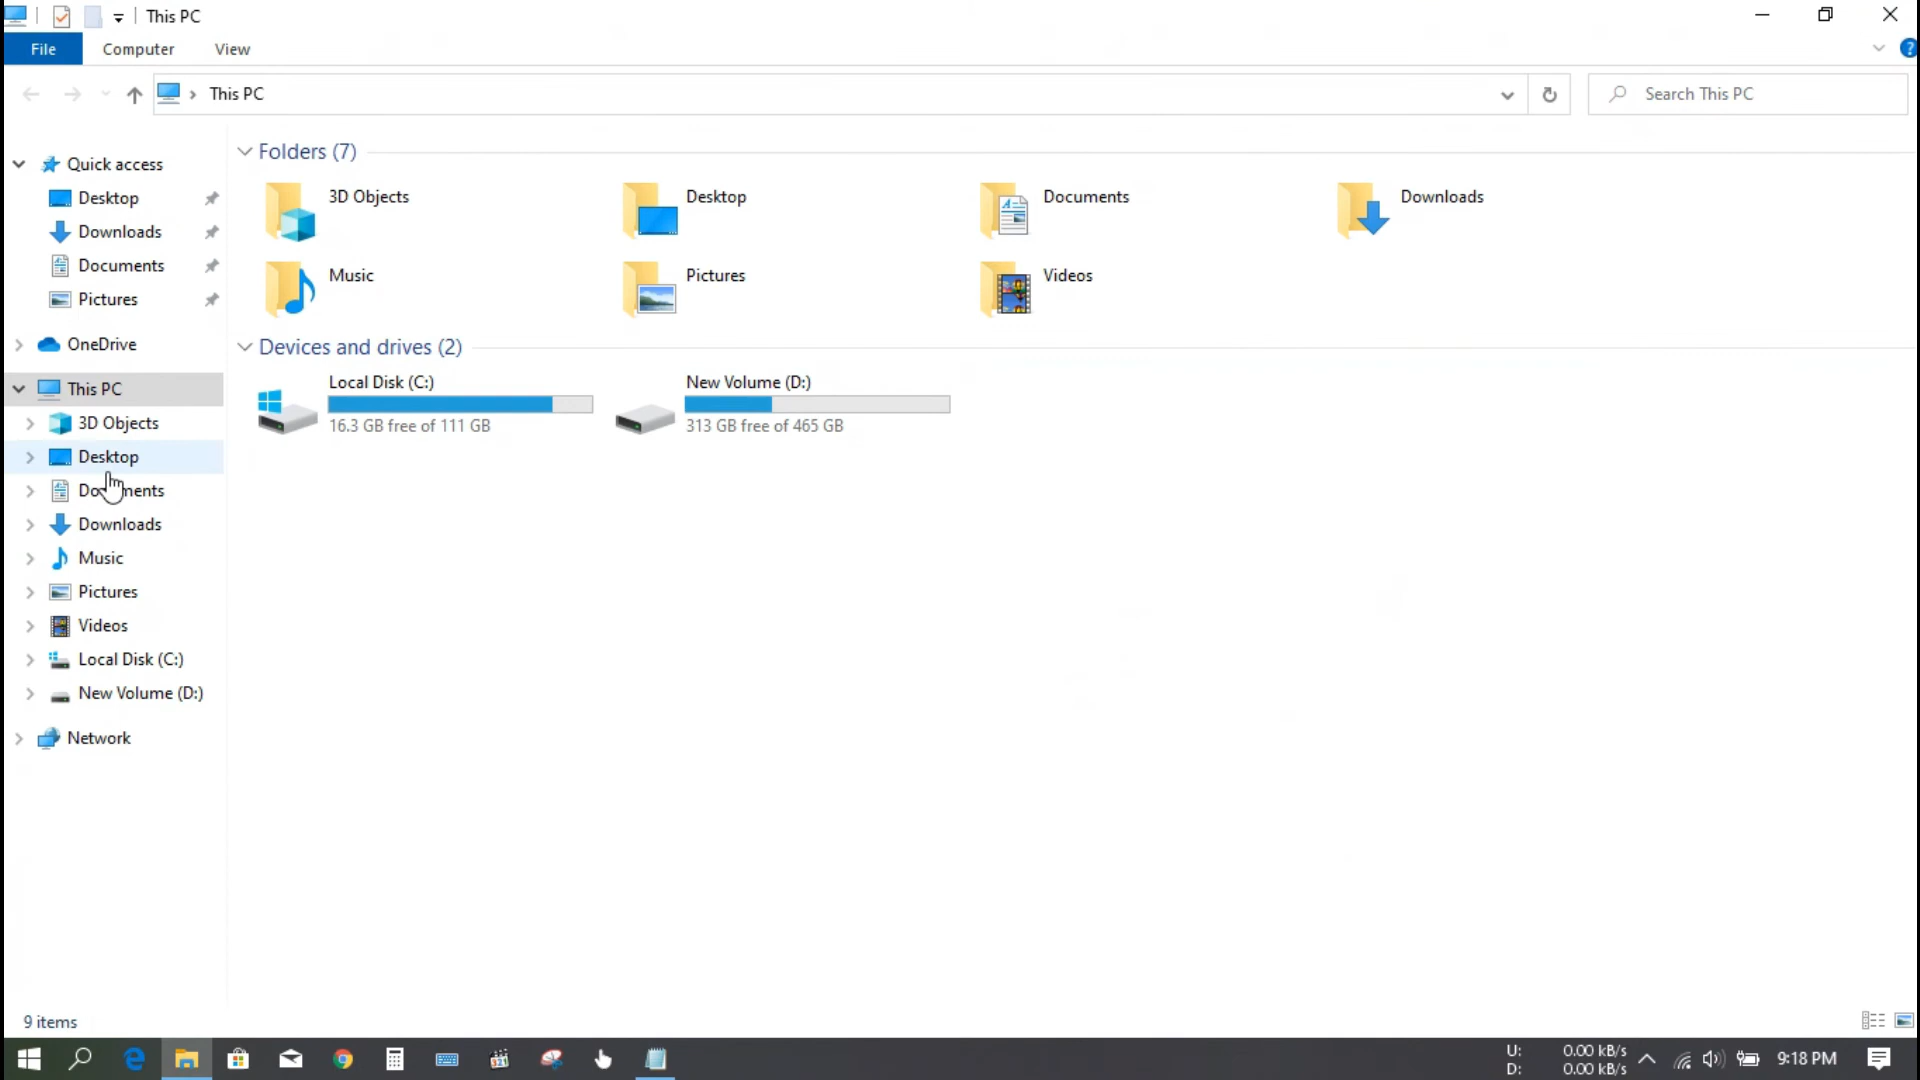 This PC
File Computer View
This PC
Search This PC
Quick access
Desktop
Downloads
Documents
Pictures
OneDrive
This PC
3D Objects
Desktop
Documents
Downloads
Music
Pictures
Videos
Local Disk (C:)
New Volume (D:)
Network
Folders (7)
3D Objects
Desktop
Documents
Downloads
Music
Pictures
Videos
Devices and drives (2)
Local Disk (C:)
16.3 GB free of 111 GB
New Volume (D:)
313 GB free of 465 GB
9 items
U: 0.00 kB/s
D: 0.00 kB/s
9:18 PM